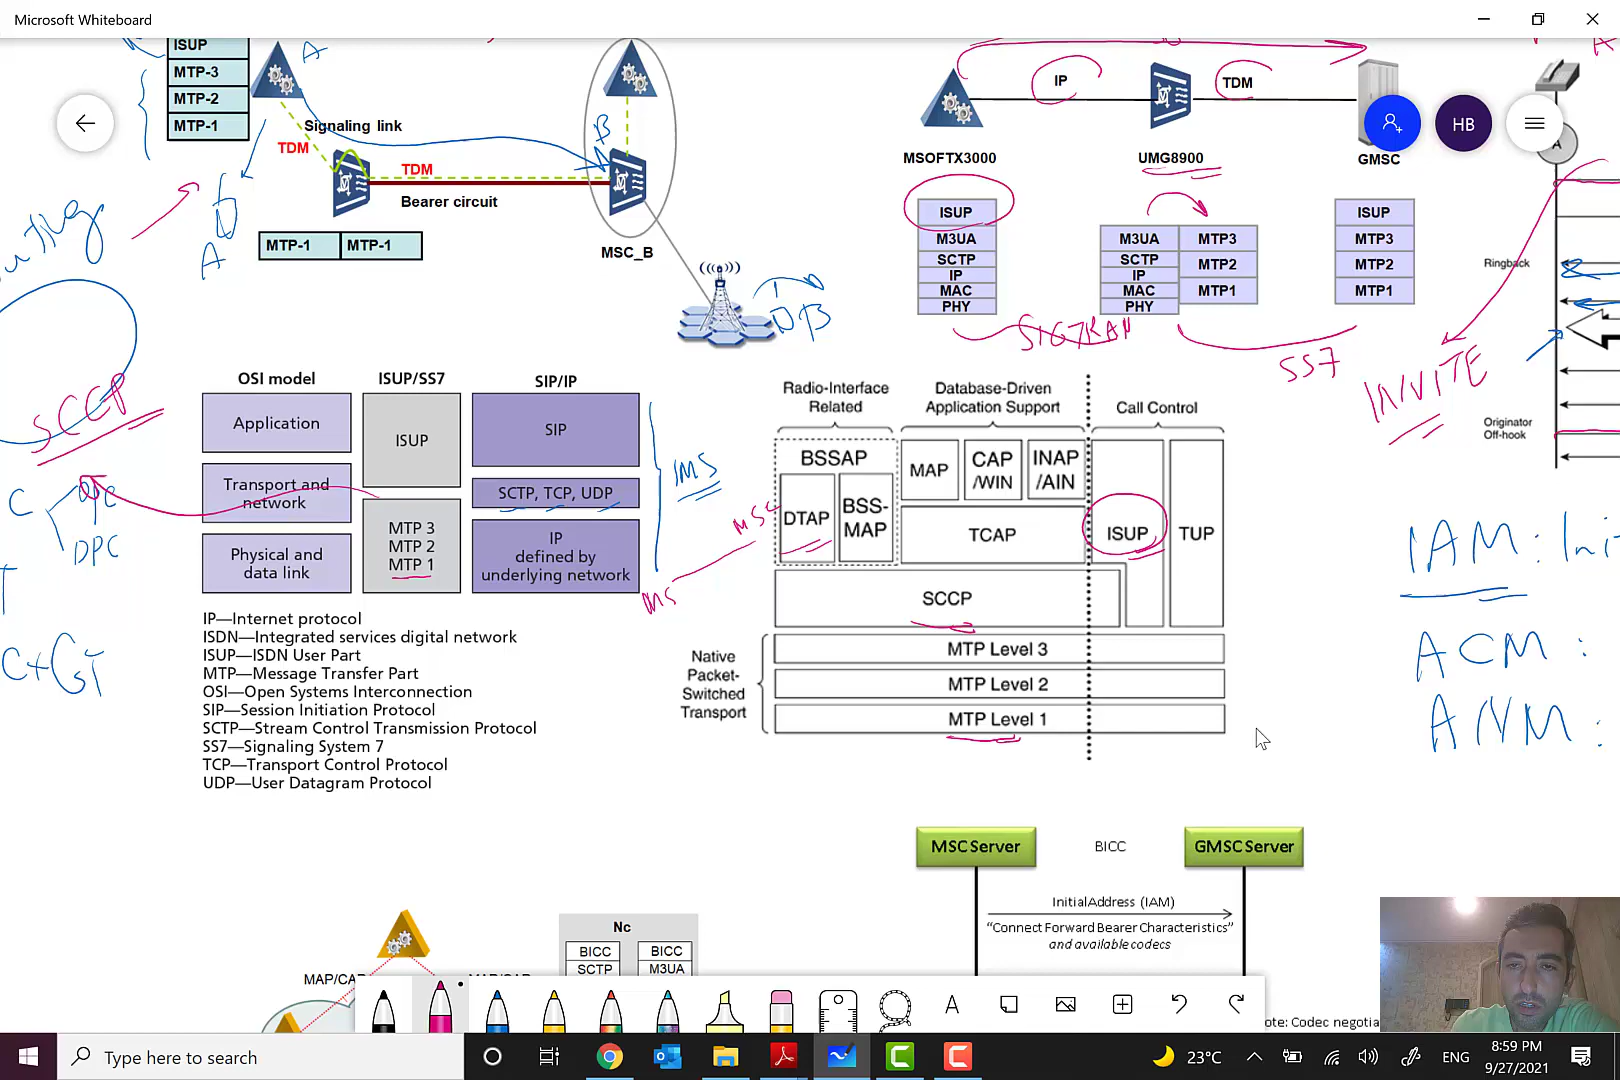 Microsoft Whiteboard
ISUP
MTP-3
MTP-2
MTP-1
A
Signaling link
TDM
TDM
Bearer circuit
B
MTP-1
MTP-1
MSC_B
A
B
IP
TDM
MSOFTX3000
UMG8900
GMSC
HB
A
ISUP
M3UA
SCTP
IP
MAC
PHY
M3UA
SCTP
IP
MAC
PHY
MTP3
MTP2
MTP1
ISUP
MTP3
MTP2
MTP1
SIGTRAN
SS7
INVITE
Ringback
Originator
Off-hook
SCCP
C
OPC
DPC
OSI model
ISUP/SS7
SIP/IP
Application
ISUP
SIP
Transport and
network
SCTP, TCP, UDP
MTP 3
MTP 2
MTP 1
Physical and
data link
IP
defined by
underlying network
IMS
MS
MSC
IP—Internet protocol
ISDN—Integrated services digital network
ISUP—ISDN User Part
MTP—Message Transfer Part
OSI—Open Systems Interconnection
SIP—Session Initiation Protocol
SCTP—Stream Control Transmission Protocol
SS7—Signaling System 7
TCP—Transport Control Protocol
UDP—User Datagram Protocol
Radio-Interface
Related
Database-Driven
Application Support
Call Control
BSSAP
DTAP
BSS-
MAP
MAP
CAP
/WIN
INAP
/AIN
TCAP
ISUP
TUP
SCCP
Native
Packet-
Switched
Transport
MTP Level 3
MTP Level 2
MTP Level 1
IAM: Ini
ACM:
ANM:
MSC Server
BICC
GMSC Server
InitialAddress (IAM)
“Connect Forward Bearer Characteristics”
and available codecs
Nc
BICC
SCTP
BICC
M3UA
MAP/CAP
A
ote: Codec negotia
Type here to search
23°C
ENG
8:59 PM
9/27/2021